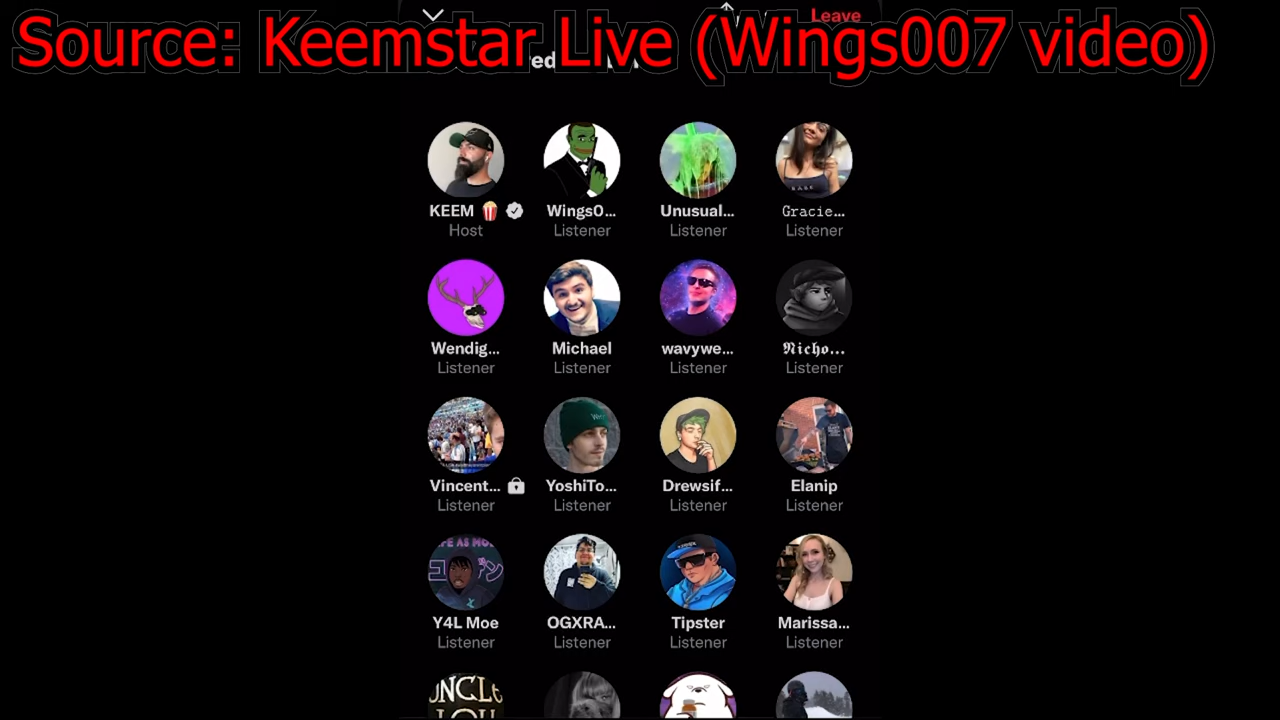 Leave
Source: Keemstar Live (Wings007 video)
KEEM 🍿 Wings0... Unusual... 𝙶𝚛𝚊𝚌𝚒𝚎...
Host Listener Listener Listener
Wendig... Michael wavywe... 𝕹𝖎𝖈𝖍𝖔...
Listener Listener Listener Listener
Vincent... YoshiTo... Drewsif... Elanip
Listener Listener Listener Listener
Y4L Moe OGXRA... Tipster Marissa...
Listener Listener Listener Listener